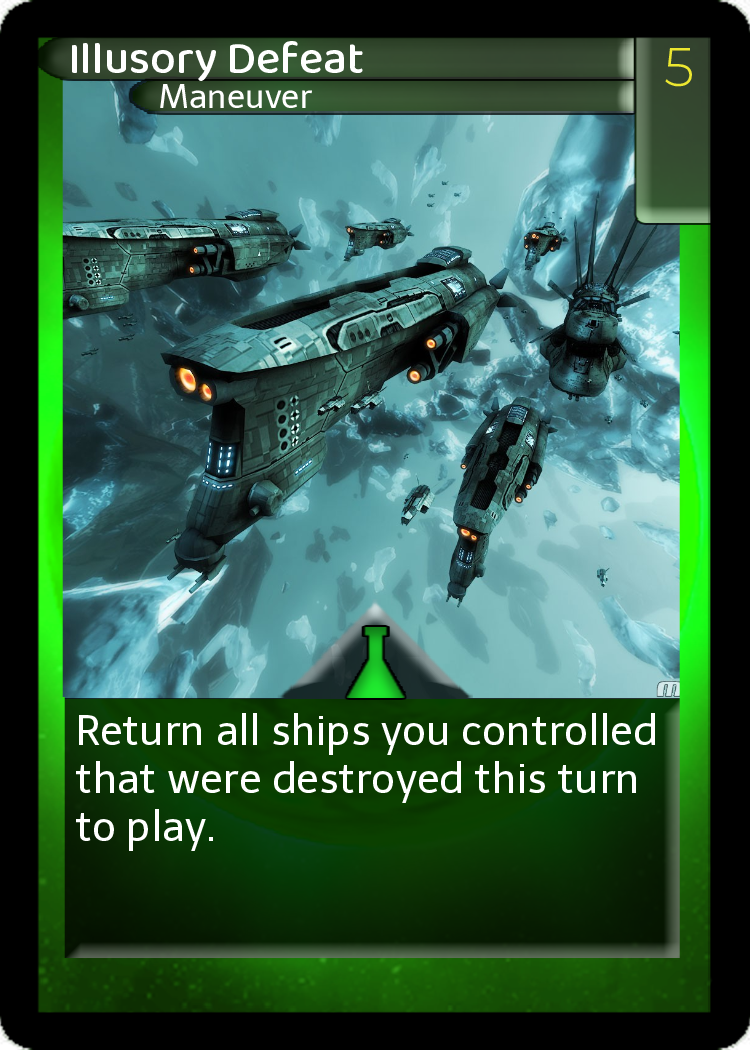 Illusory Defeat
5
Maneuver
Return all ships you controlled
that were destroyed this turn
to play.
m